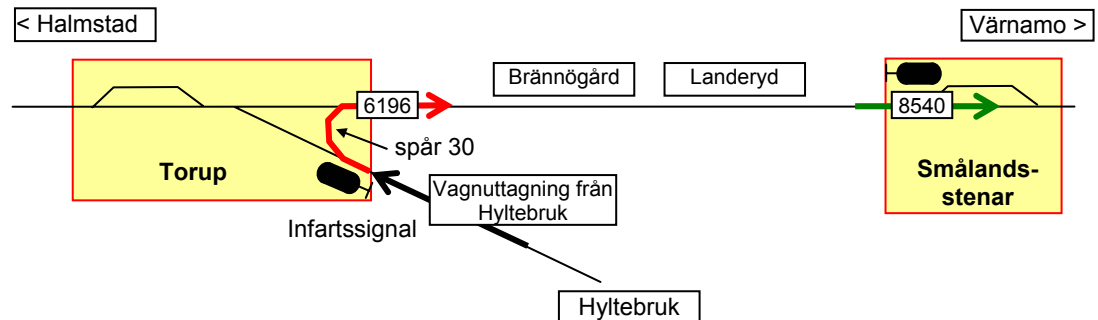 < Halmstad
Värnamo >
Brännögård
Landeryd
6196
8540
spår 30
Torup
Smålands-
stenar
Vagnuttagning från
Hyltebruk
Infartssignal
Hyltebruk